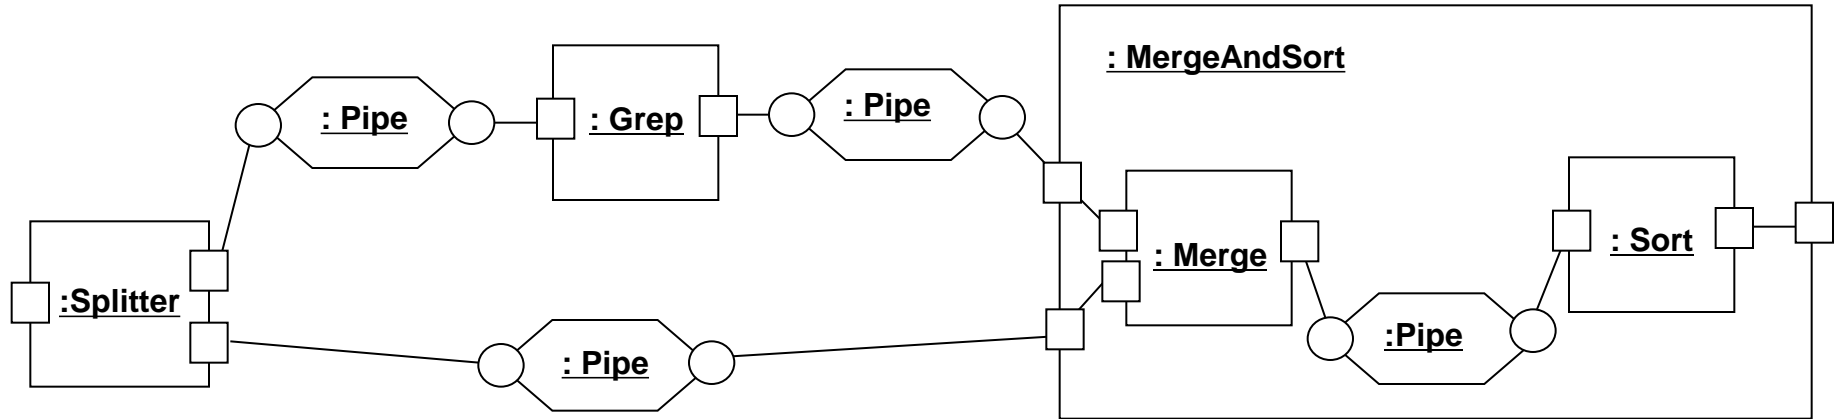 : MergeAndSort
: Pipe
: Grep
: Pipe
: Merge
: Sort
:Splitter
: Pipe
:Pipe